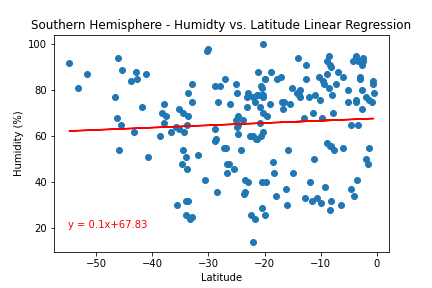 Southern Hemisphere - Humidty vs. Latitude Linear Regression
100
80
60
40
20
Humidity (%)
y = 0.1x+67.83
−50 −40 −30 −20 −10 0
Latitude